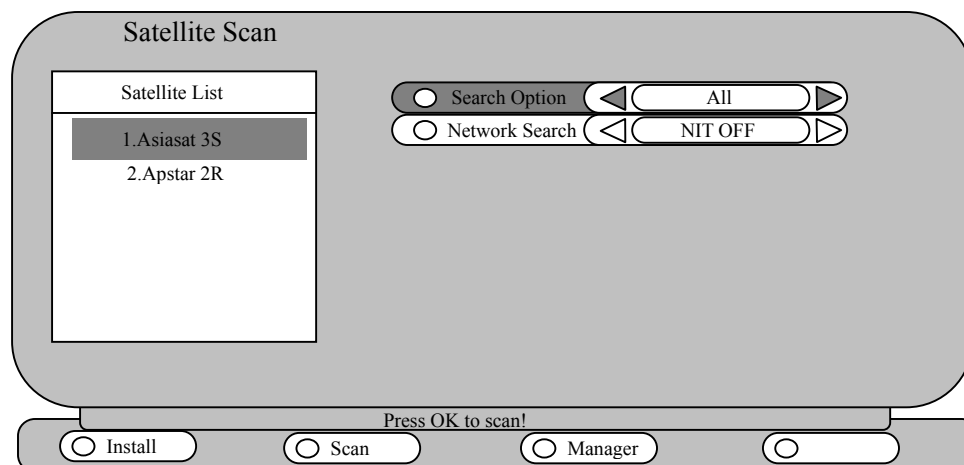 Satellite Scan
Satellite List
1.Asiasat 3S
2.Apstar 2R
Search Option All
Network Search NIT OFF
Press OK to scan!
Install Scan Manager